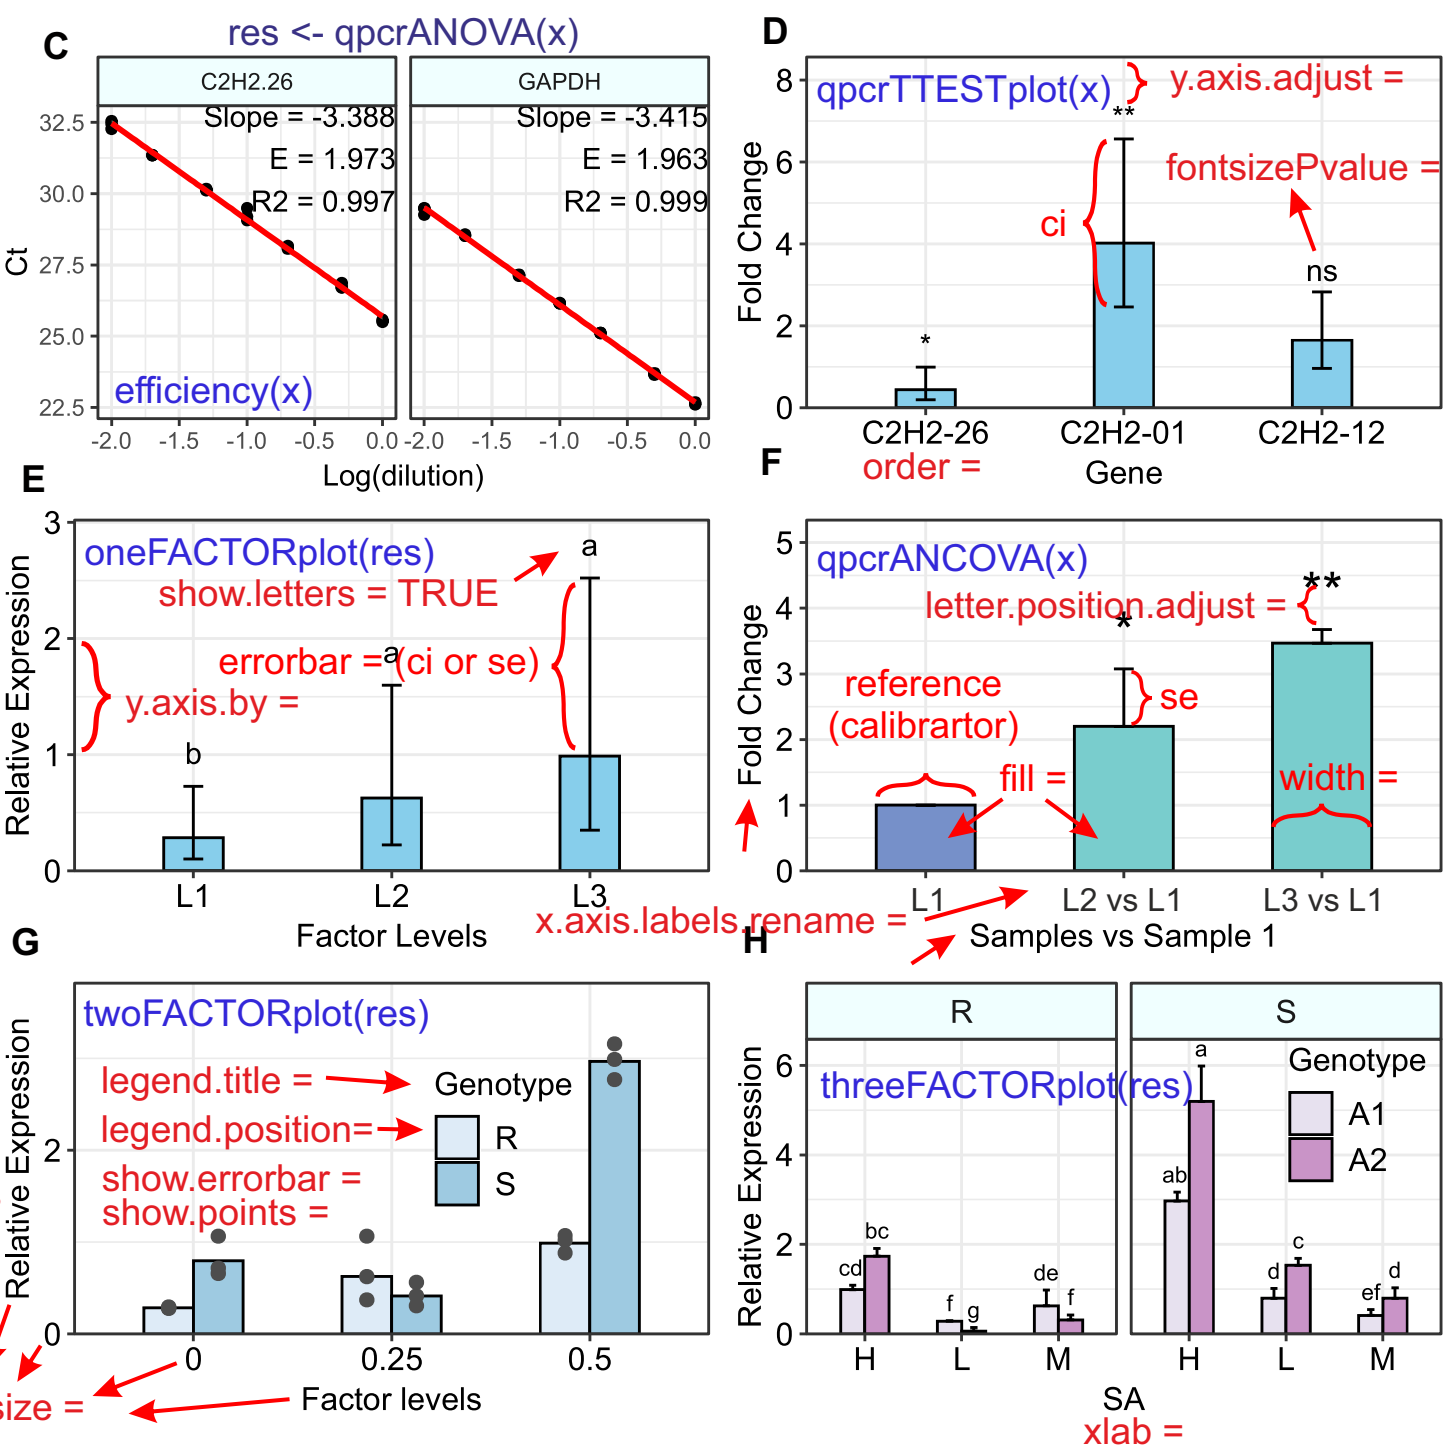 C
res <- qpcrANOVA(x)
C2H2.26
GAPDH
Slope = -3.388
E = 1.973
R2 = 0.997
Slope = -3.415
E = 1.963
R2 = 0.999
32.5
30.0
27.5
25.0
22.5
Ct
efficiency(x)
-2.0 -1.5 -1.0 -0.5 0.0
-2.0 -1.5 -1.0 -0.5 0.0
Log(dilution)
D
qpcrTTESTplot(x)
y.axis.adjust =
**
fontsizePvalue =
ci
ns
*
8
6
4
2
0
Fold Change
C2H2-26 C2H2-01 C2H2-12
order =
Gene
E
oneFACTORplot(res)
show.letters = TRUE
a
errorbar = (ci or se)
a
y.axis.by =
b
3
2
1
0
Relative Expression
L1 L2 L3
Factor Levels
F
qpcrANCOVA(x)
**
letter.position.adjust =
*
reference
(calibrartor)
se
fill =
width =
5
4
3
2
1
0
Fold Change
L1 L2 vs L1 L3 vs L1
x.axis.labels.rename =
Samples vs Sample 1
G
twoFACTORplot(res)
legend.title =
Genotype
legend.position=
R
show.errorbar =
S
show.points =
2
0
Relative Expression
0 0.25 0.5
Factor levels
size =
H
R
S
threeFACTORplot(res)
Genotype
A1
A2
6
4
2
0
Relative Expression
cd bc f g de f
ab a d c ef d
H L M
H L M
SA
xlab =